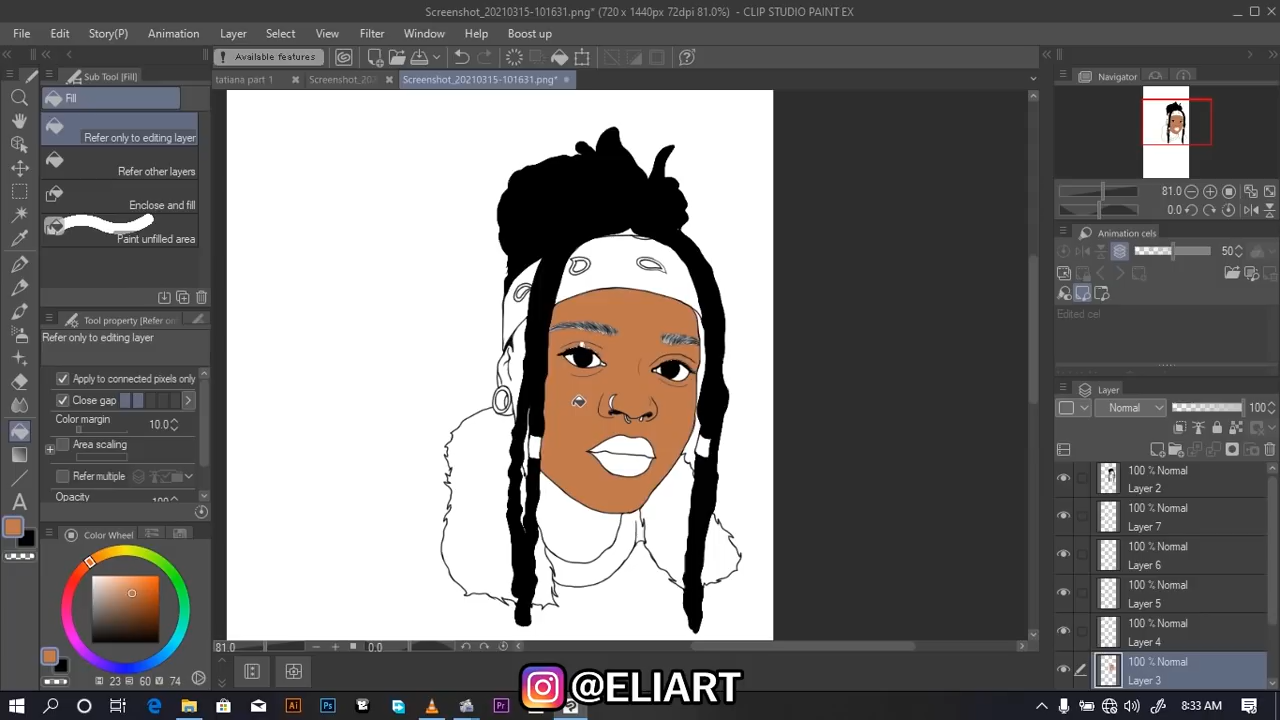 Screenshot_20210315-101631.png* (720 x 1440px 72dpi 81.0%) - CLIP STUDIO PAINT EX
File Edit Story(P) Animation Layer Select View Filter Window Help Boost up
Available features
tatiana part 1
Screenshot_202
Screenshot_20210315-101631.png*
Sub Tool [Fill]
Fill
Refer only to editing layer
Refer other layers
Enclose and fill
Paint unfilled area
Tool property [Refer on
Refer only to editing layer
Apply to connected pixels only
Close gap
Color margin
10.0
Area scaling
Refer multiple
Opacity
Color Wheel
H 23 S 60 V 74
81.0
0.0
Navigator
81.0
0.0
Animation cels
50
Edited cel
Layer
Normal
100
100 % Normal
Layer 2
100 % Normal
Layer 7
100 % Normal
Layer 6
100 % Normal
Layer 5
100 % Normal
Layer 4
100 % Normal
Layer 3
@ELIART
A
Ai
Ps
Pr
8:33 AM